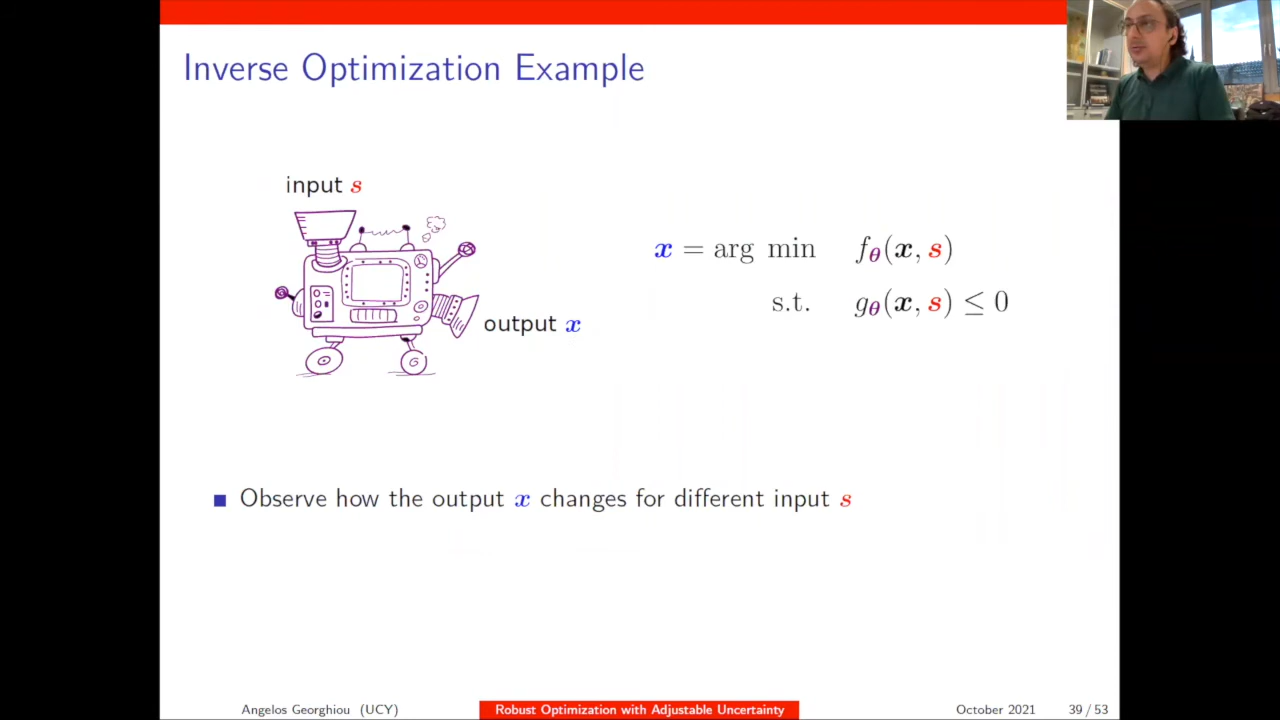 Inverse Optimization Example
input s
output x
x = arg min f_θ(x, s)
s.t. g_θ(x, s) ≤ 0
Observe how the output x changes for different input s
Angelos Georghiou (UCY) Robust Optimization with Adjustable Uncertainty October 2021 39 / 53